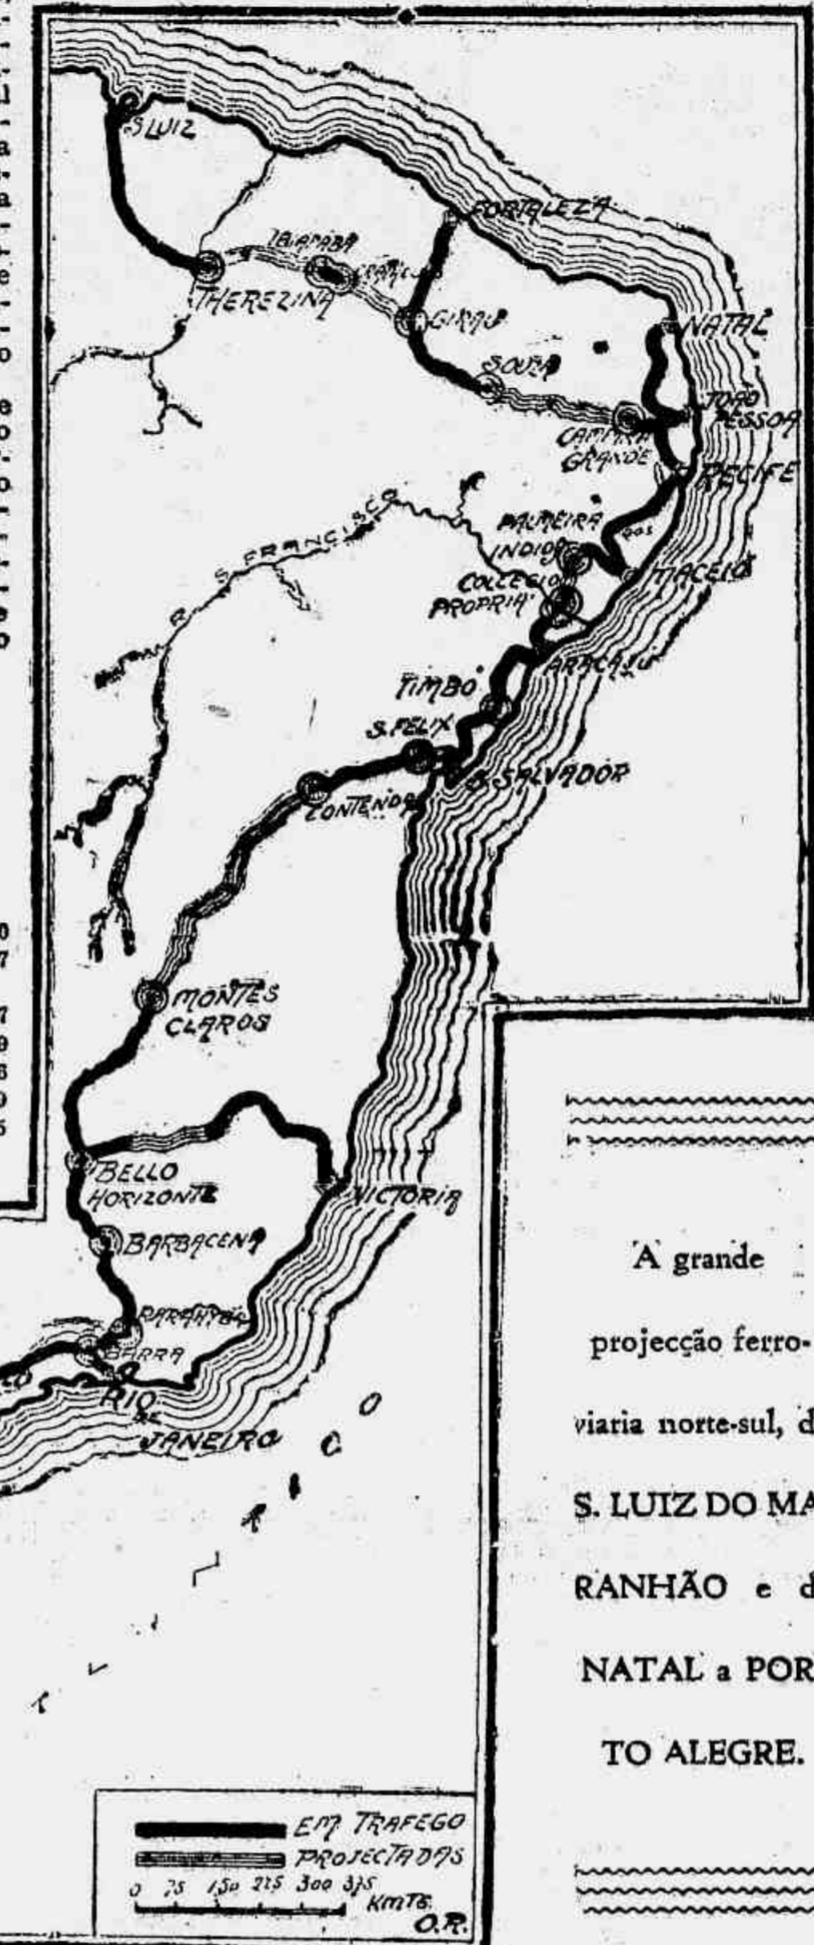 S LUIZ
FORTALEZA
IBIAPABA
THEREZINA
GIRAU
NATAL
SOUZA
JOÃO
PESSOA
CAMPINA
GRANDE
RECIFE
PALMEIRA
INDIOS
MACEIÓ
COLLEGIO
PROPRIÁ
R. S. FRANCISCO
ARACAJU
TIMBÓ
S. FELIX
SALVADOR
CONTENDAS
MONTES
CLAROS
BELLO
HORIZONTE
VICTORIA
BARBACENA
PARAHYBA
BARRA
RIO
DE
JANEIRO
A grande
projecção ferro-
viaria norte-sul, d
S. LUIZ DO MA
RANHÃO e d
NATAL a POR
TO ALEGRE.
EM TRAFEGO
PROJECTADAS
0 75 150 225 300 375
KMTS.
O.R.